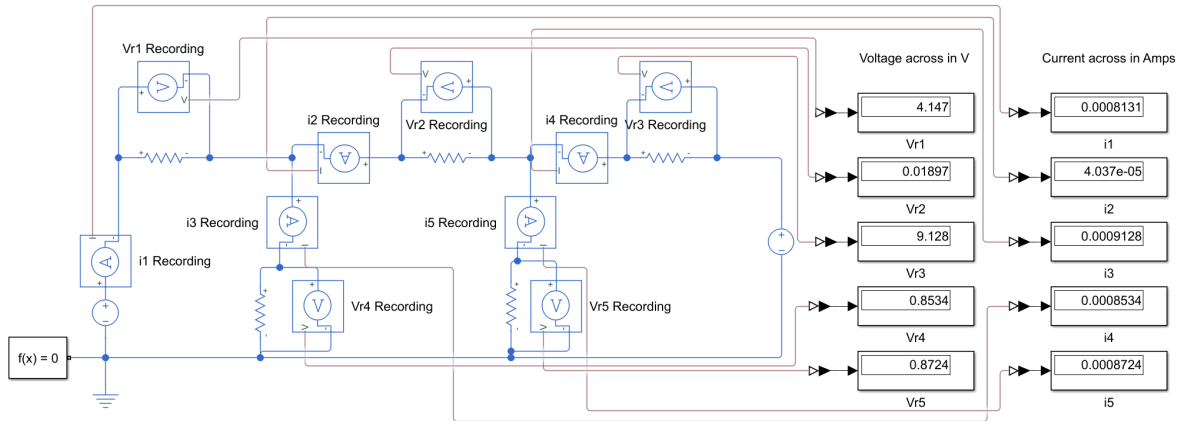 Vr1 Recording
Voltage across in V
Current across in Amps
V
+
-
V
V
-
+
V
V
-
+
V
4.147
0.0008131
i2 Recording
Vr2 Recording
i4 Recording
Vr3 Recording
Vr1
i1
+
-
-
I
A
+
+
-
-
I
A
+
+
-
0.01897
4.037e-05
Vr2
i2
i3 Recording
+
A
-
I
i5 Recording
+
A
-
I
9.128
0.0009128
I
-
A
+
i1 Recording
+
-
Vr3
i3
+
-
+
-
Vr4 Recording
+
V
V
-
+
-
Vr5 Recording
+
V
V
-
0.8534
0.0008534
Vr4
i4
f(x) = 0
0.8724
0.0008724
Vr5
i5